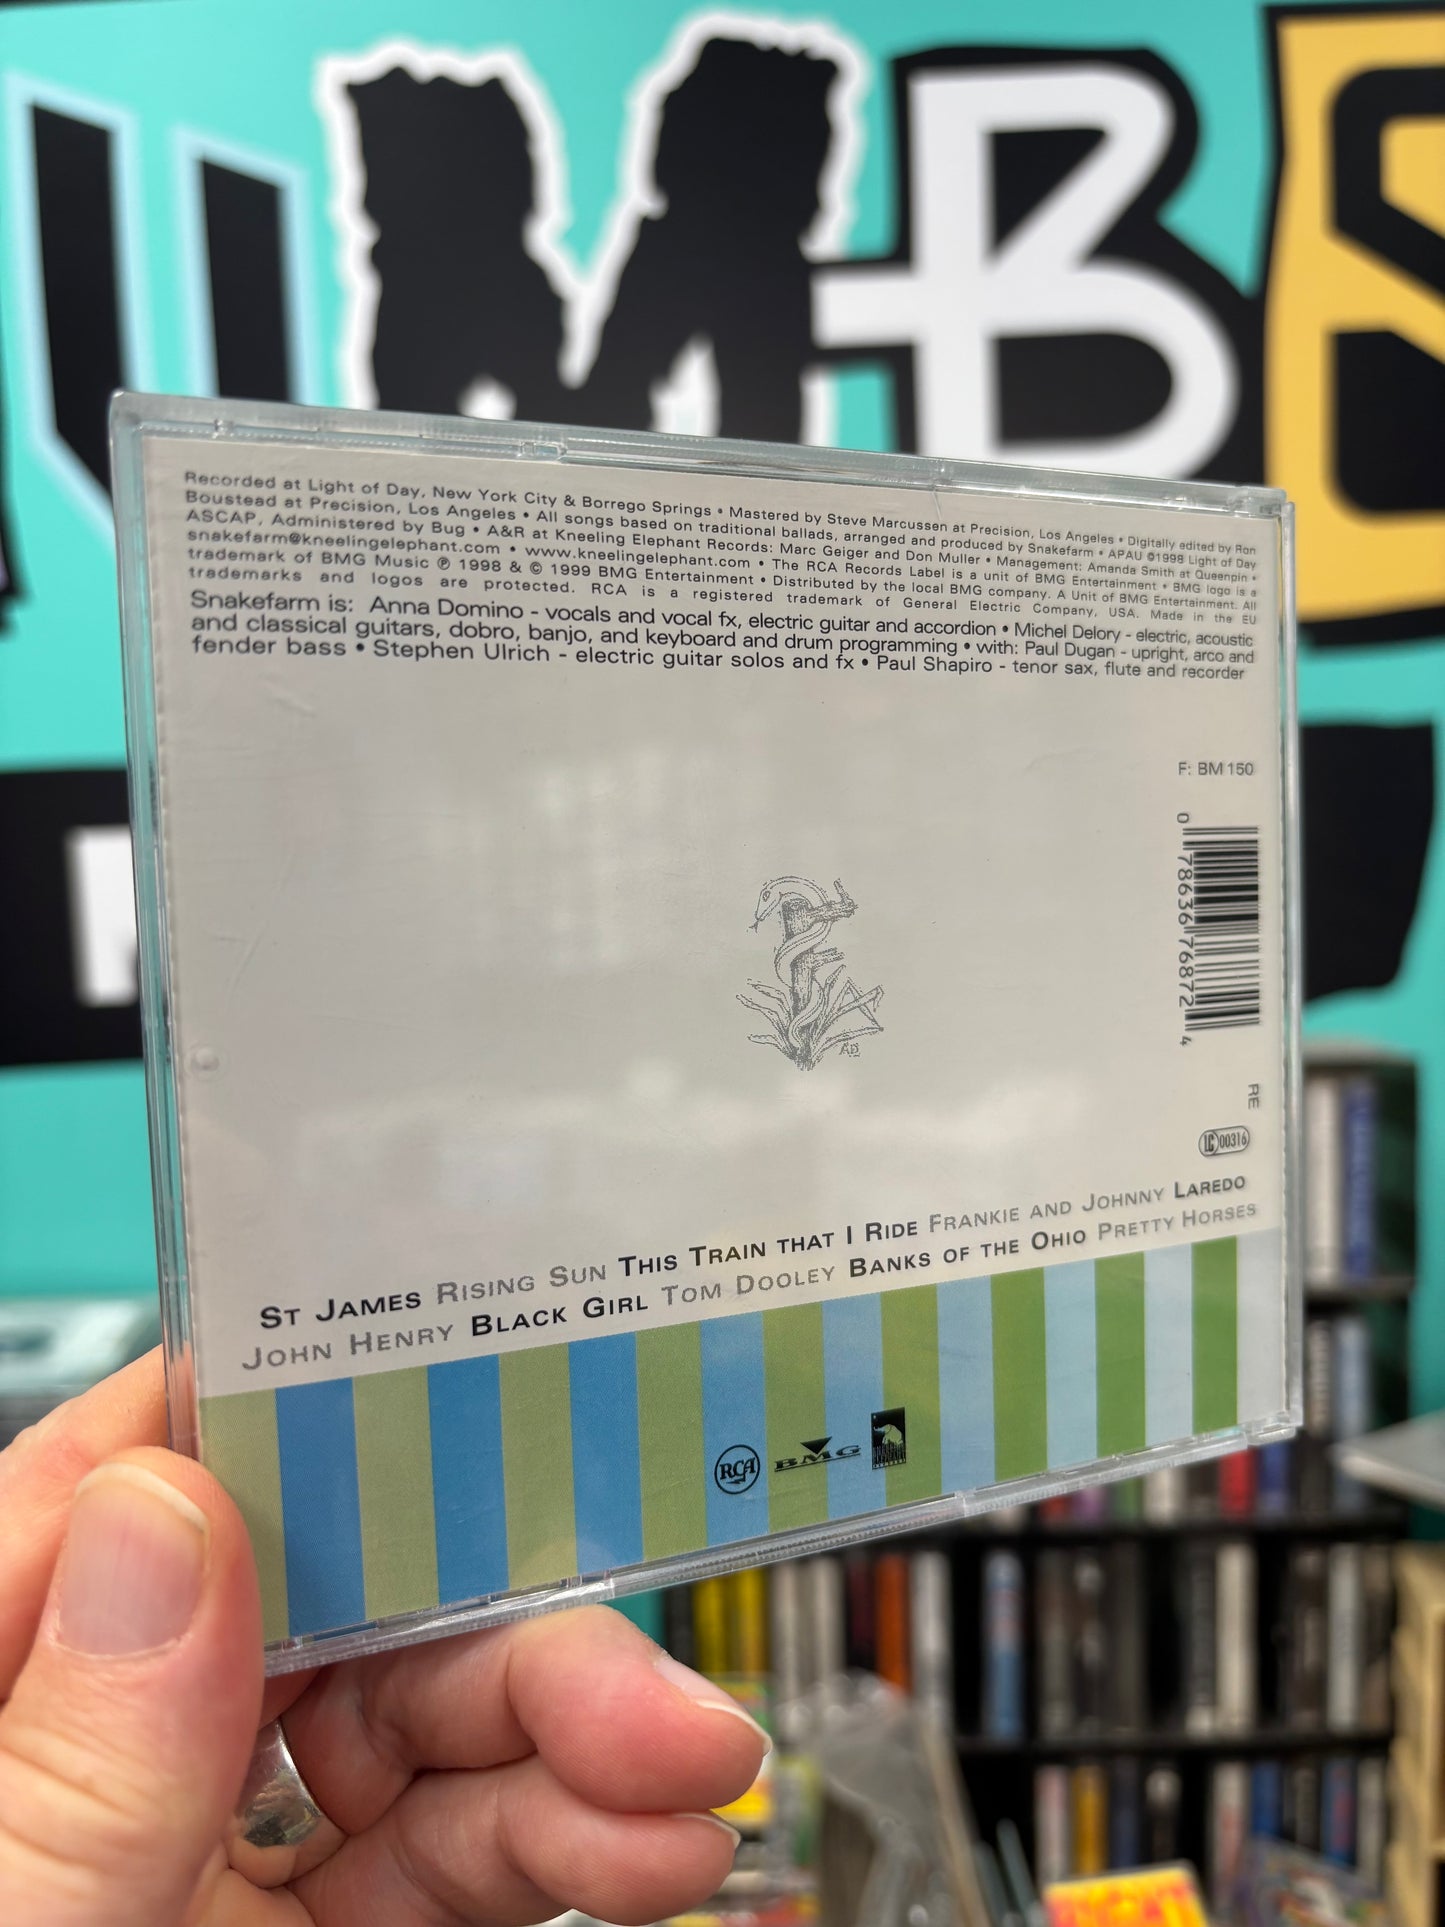 UMBS
Recorded at Light of Day, New York City & Borrego Springs • Mastered by Steve Marcussen at Precision, Los Angeles • Digitally edited by Ron
Boustead at Precision, Los Angeles • All songs based on traditional ballads, arranged and produced by Snakefarm • APAU ©1998 Light of Day
ASCAP, Administered by Bug • A&R at Kneeling Elephant Records: Marc Geiger and Don Muller • Management: Amanda Smith at Queenpin •
snakefarm@kneelingelephant.com • www.kneelingelephant.com • The RCA Records Label is a unit of BMG Entertainment • BMG logo is a
trademark of BMG Music ℗ 1998 & © 1999 BMG Entertainment • Distributed by the local BMG company. A Unit of BMG Entertainment. All
trademarks and logos are protected. RCA is a registered trademark of General Electric Company, USA. Made in the EU
Snakefarm is: Anna Domino - vocals and vocal fx, electric guitar and accordion • Michel Delory - electric, acoustic
and classical guitars, dobro, banjo, and keyboard and drum programming • with: Paul Dugan - upright, arco and
fender bass • Stephen Ulrich - electric guitar solos and fx • Paul Shapiro - tenor sax, flute and recorder
F: BM 150
0 78636 76872 4
AD
RE
LC 00316
ST JAMES RISING SUN THIS TRAIN THAT I RIDE FRANKIE AND JOHNNY LAREDO
JOHN HENRY BLACK GIRL TOM DOOLEY BANKS OF THE OHIO PRETTY HORSES
RCA BMG